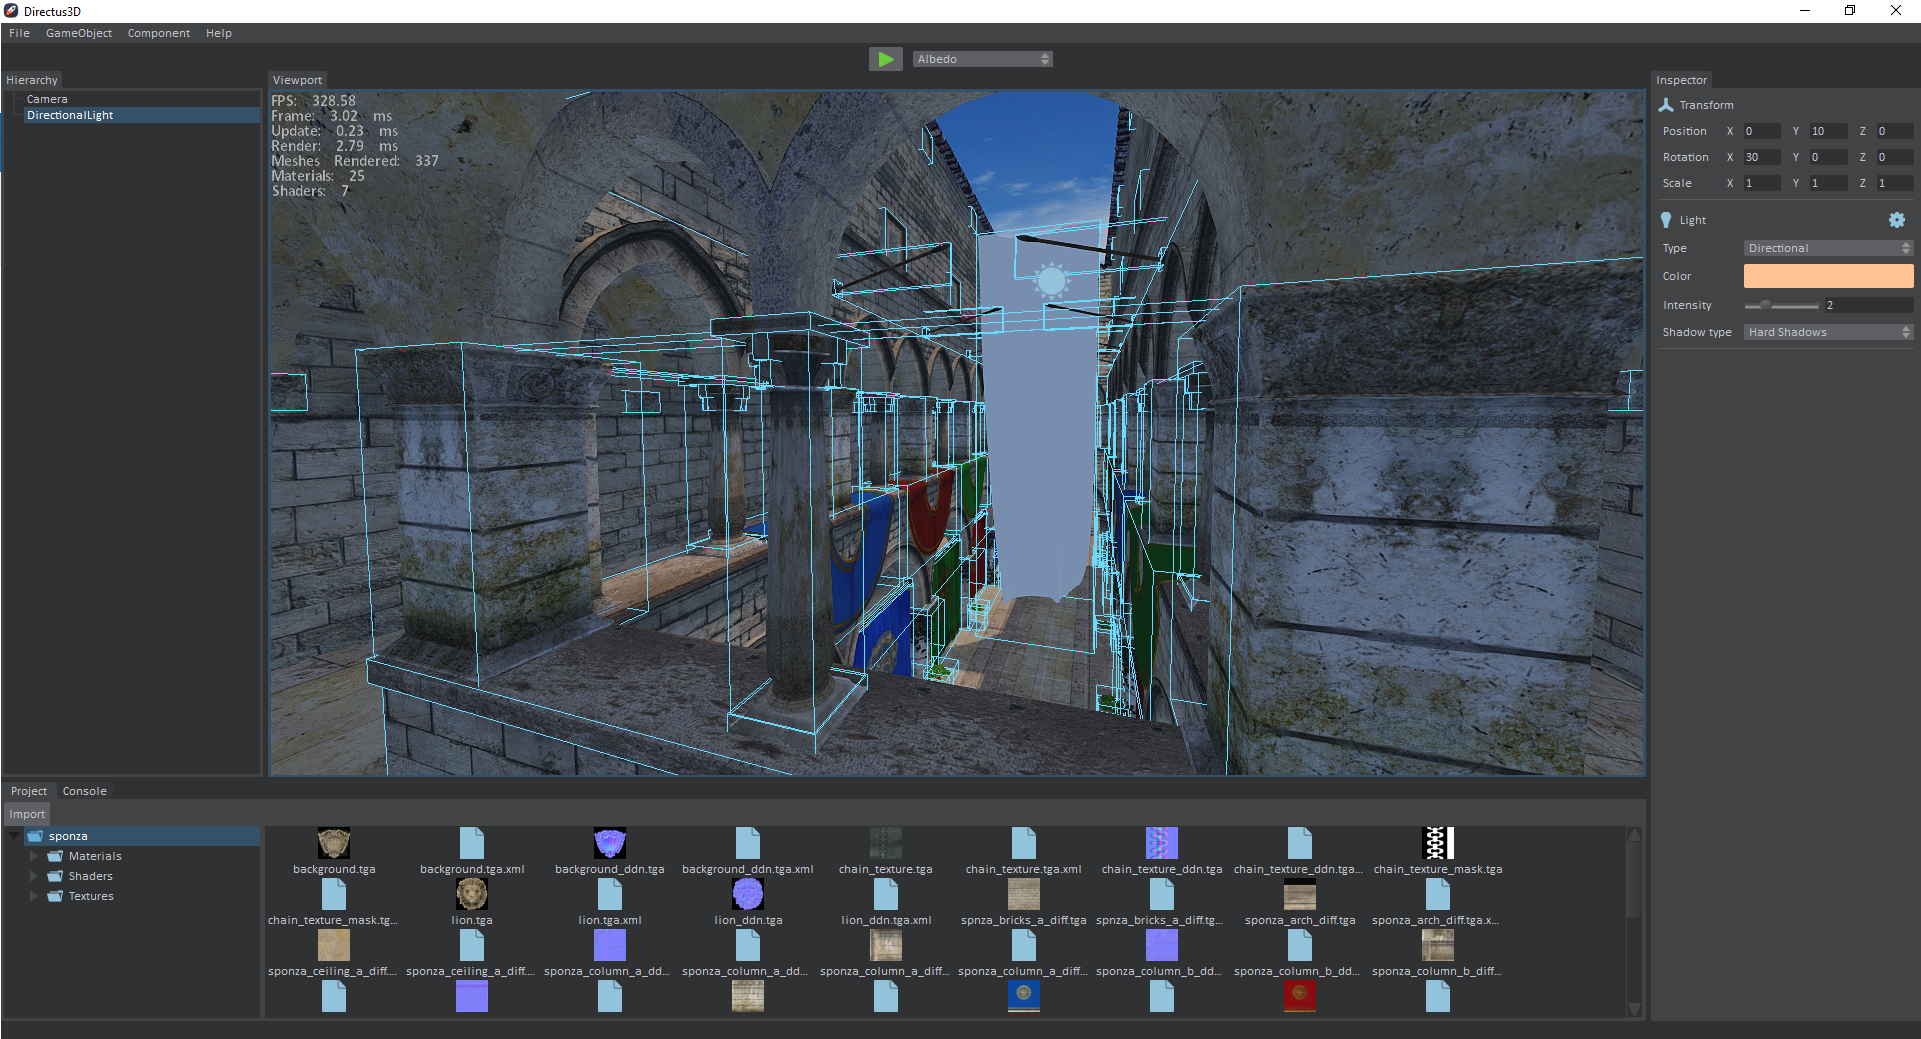 Directus3D
File GameObject Component Help
Albedo
Hierarchy
Camera
DirectionalLight
Viewport
FPS: 328.58
Frame: 3.02 ms
Update: 0.23 ms
Render: 2.79 ms
Meshes Rendered: 337
Materials: 25
Shaders: 7
Inspector
Transform
Position X 0 Y 10 Z 0
Rotation X 30 Y 0 Z 0
Scale X 1 Y 1 Z 1
Light
Type Directional
Color
Intensity 2
Shadow type Hard Shadows
Project Console
Import
sponza
Materials
Shaders
Textures
background.tga background.tga.xml background_ddn.tga background_ddn.tga.xml chain_texture.tga chain_texture.tga.xml chain_texture_ddn.tga chain_texture_ddn.tga... chain_texture_mask.tga
chain_texture_mask.tg... lion.tga lion.tga.xml lion_ddn.tga lion_ddn.tga.xml spnza_bricks_a_diff.tga spnza_bricks_a_diff.tg... sponza_arch_diff.tga sponza_arch_diff.tga.x...
sponza_ceiling_a_diff.... sponza_ceiling_a_diff.... sponza_column_a_dd... sponza_column_a_dd... sponza_column_a_diff... sponza_column_a_diff... sponza_column_b_dd... sponza_column_b_dd... sponza_column_b_diff...